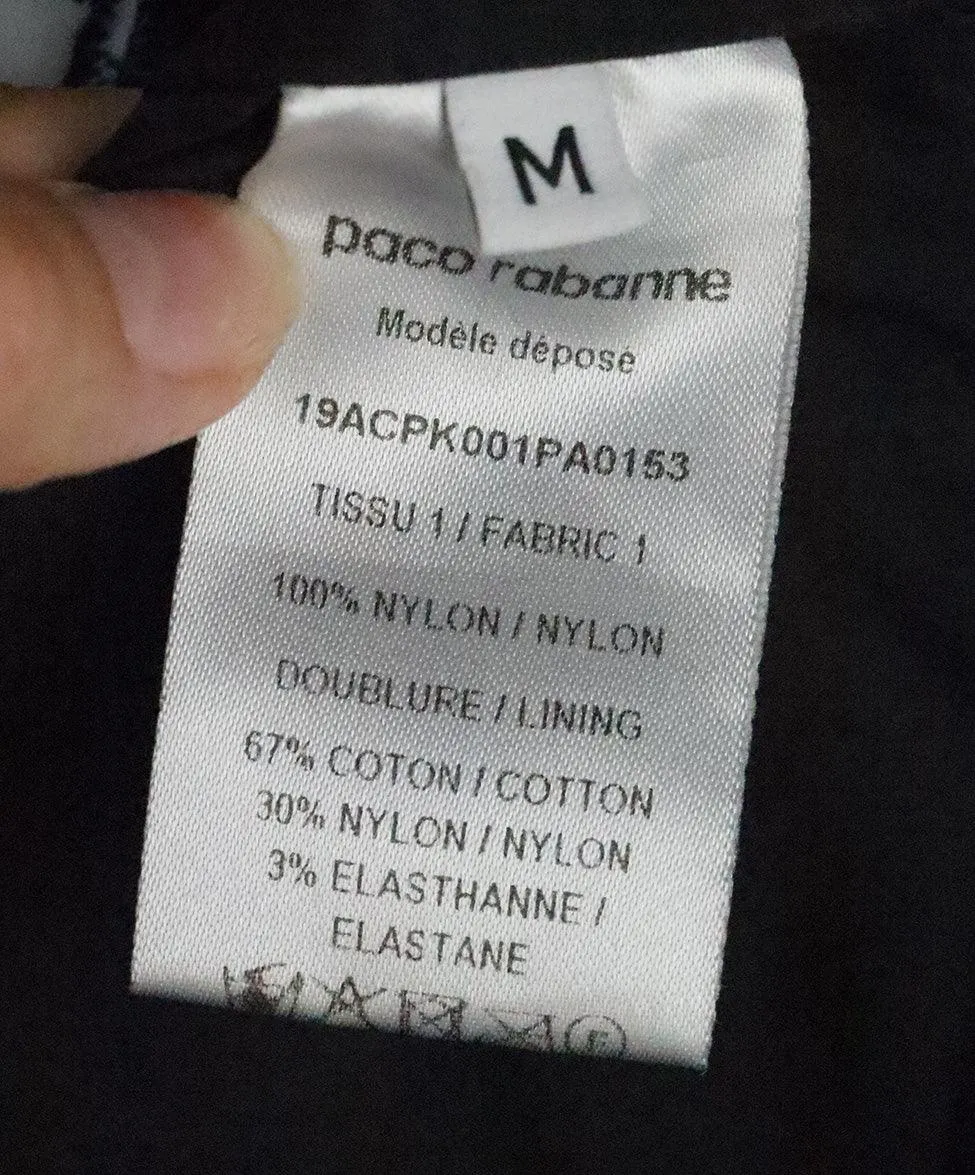 M
paco rabanne
Modèle déposé
19ACPK001PA0153
TISSU 1 / FABRIC 1
100% NYLON / NYLON
DOUBLURE / LINING
67% COTON / COTTON
30% NYLON / NYLON
3% ELASTHANNE /
ELASTANE